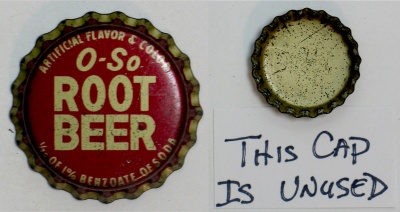 ARTIFICIAL FLAVOR & COLOR
O-So
ROOT
BEER
1/10 OF 1% BENZOATE OF SODA
THIS CAP
IS UNUSED